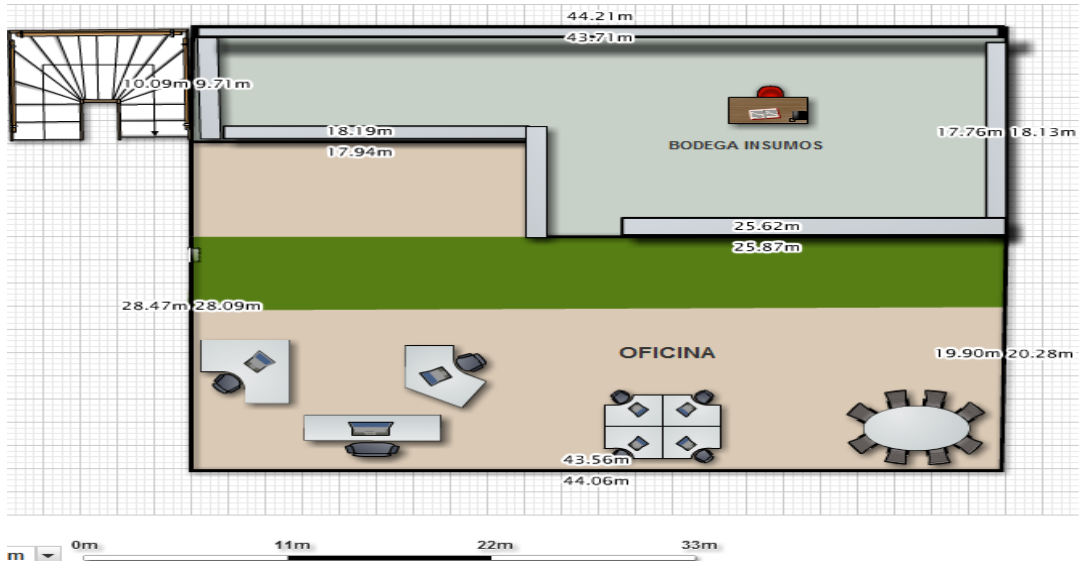 44.21m
43.71m
10.09m 9.71m
18.19m
17.94m
BODEGA INSUMOS
17.76m 18.13m
25.62m
25.87m
28.47m 28.09m
OFICINA
19.90m 20.28m
43.56m
44.06m
m
0m 11m 22m 33m